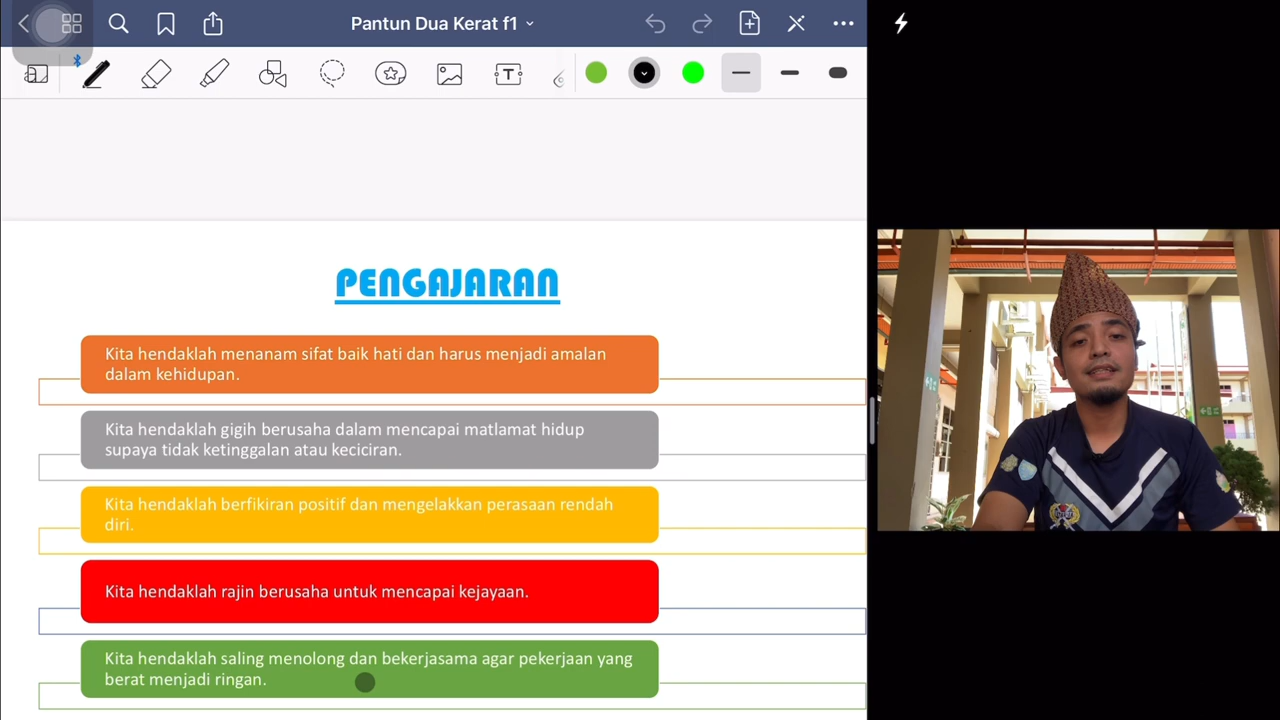 Pantun Dua Kerat f1
T
PENGAJARAN
Kita hendaklah menanam sifat baik hati dan harus menjadi amalan
dalam kehidupan.
Kita hendaklah gigih berusaha dalam mencapai matlamat hidup
supaya tidak ketinggalan atau keciciran.
Kita hendaklah berfikiran positif dan mengelakkan perasaan rendah
diri.
Kita hendaklah rajin berusaha untuk mencapai kejayaan.
Kita hendaklah saling menolong dan bekerjasama agar pekerjaan yang
berat menjadi ringan.